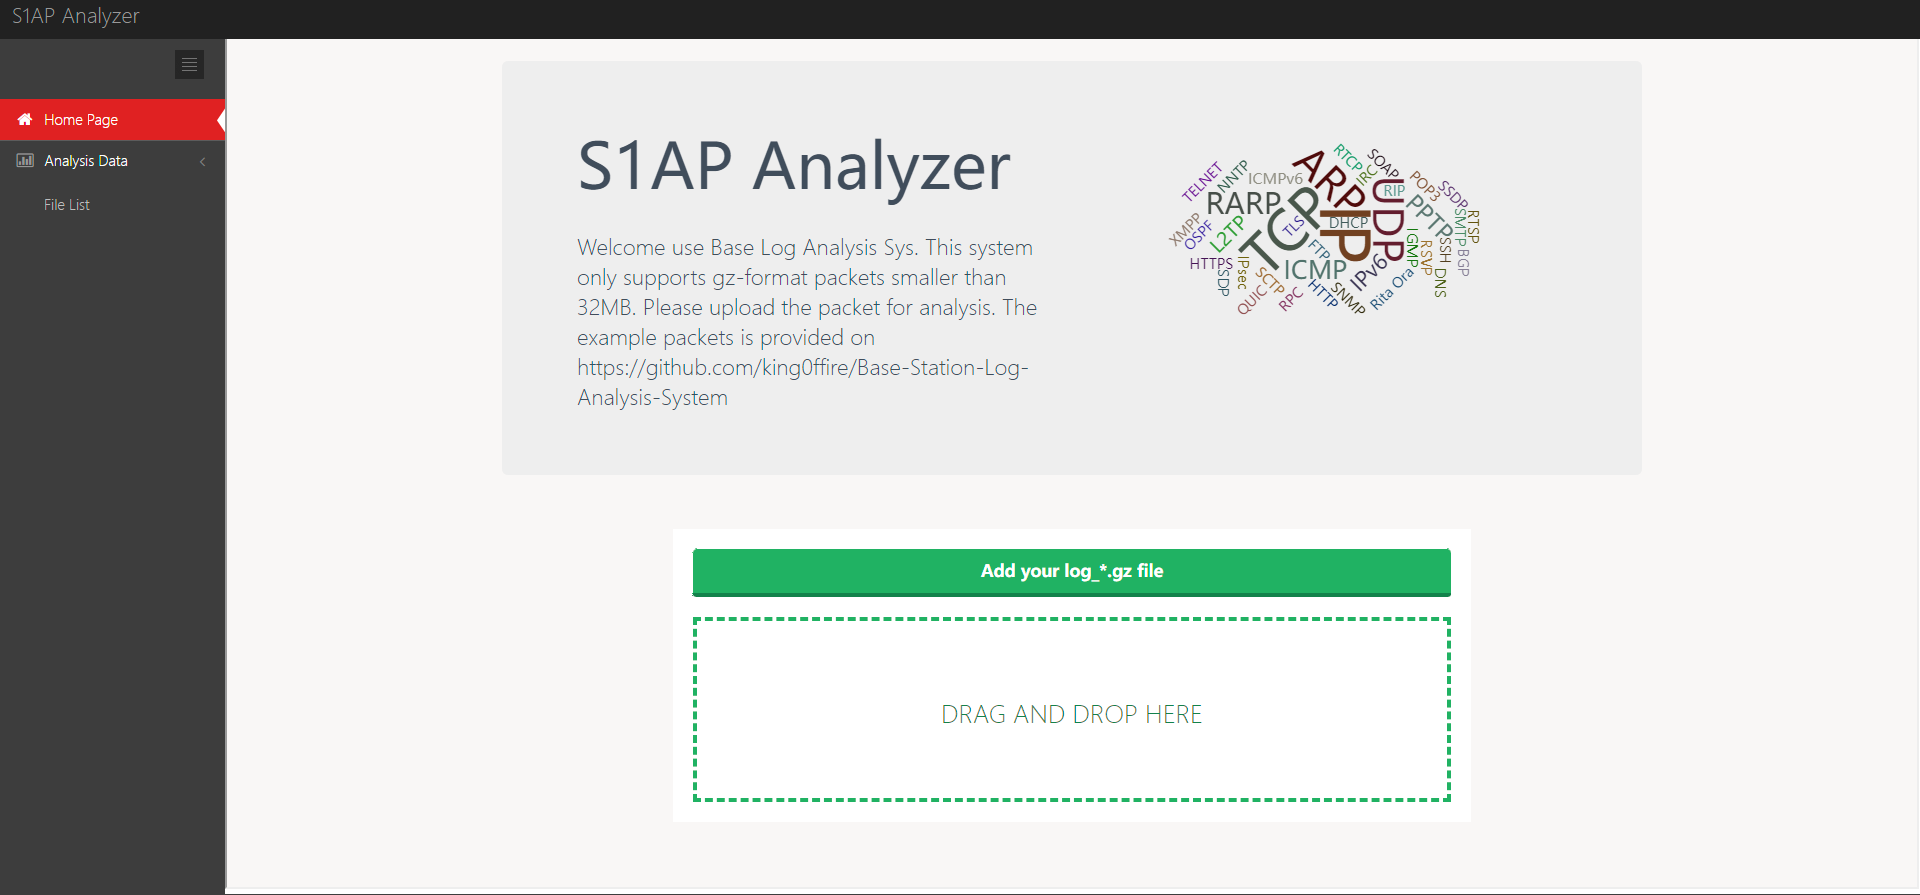 S1AP Analyzer
Home Page
Analysis Data
File List
S1AP Analyzer
Welcome use Base Log Analysis Sys. This system
only supports gz-format packets smaller than
32MB. Please upload the packet for analysis. The
example packets is provided on
https://github.com/king0ffire/Base-Station-Log-
Analysis-System
TELNET
NNTP
ICMPv6
ARP
RTCP
IRC
SOAP
UDP
RIP
POP3
SSDP
RARP
TCP
IP
DHCP
PPTP
SMTP
RTSP
XMPP
OSPF
L2TP
TLS
FTP
IGMP
RSVP
SSH
BGP
HTTPS
SDP
IPsec
SCTP
ICMP
IPv6
DNS
QUIC
RPC
HTTP
SNMP
Rita Ora
Add your log_*.gz file
DRAG AND DROP HERE